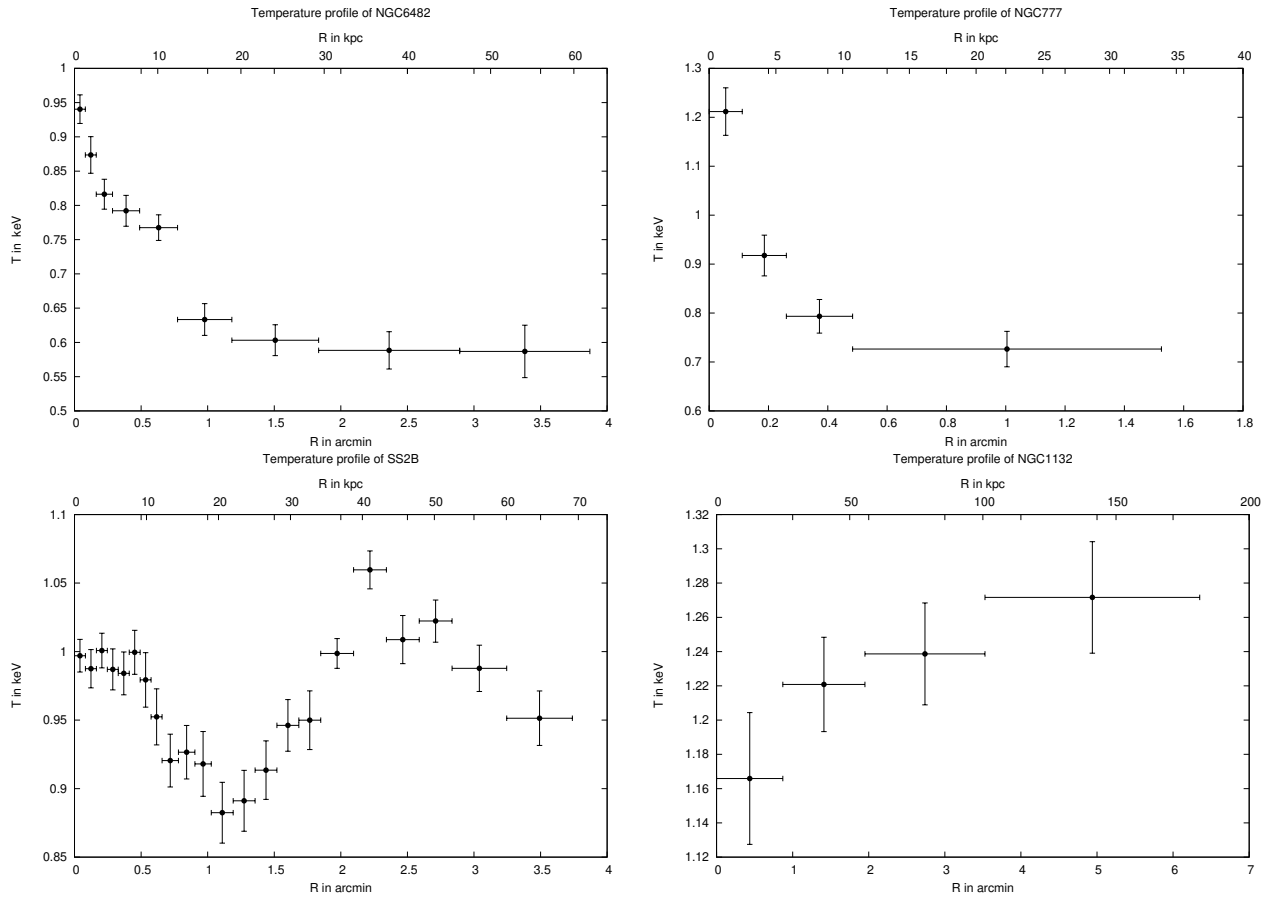 Temperature profile of NGC6482
R in kpc
0 10 20 30 40 50 60
1
0.95
0.9
0.85
0.8
0.75
0.7
0.65
0.6
0.55
0.5
T in keV
0 0.5 1 1.5 2 2.5 3 3.5 4
R in arcmin
Temperature profile of NGC777
R in kpc
0 5 10 15 20 25 30 35 40
1.3
1.2
1.1
1
0.9
0.8
0.7
0.6
T in keV
0 0.2 0.4 0.6 0.8 1 1.2 1.4 1.6 1.8
R in arcmin
Temperature profile of SS2B
R in kpc
0 10 20 30 40 50 60 70
1.1
1.05
1
0.95
0.9
0.85
T in keV
0 0.5 1 1.5 2 2.5 3 3.5 4
R in arcmin
Temperature profile of NGC1132
R in kpc
0 50 100 150 200
1.32
1.3
1.28
1.26
1.24
1.22
1.2
1.18
1.16
1.14
1.12
T in keV
0 1 2 3 4 5 6 7
R in arcmin